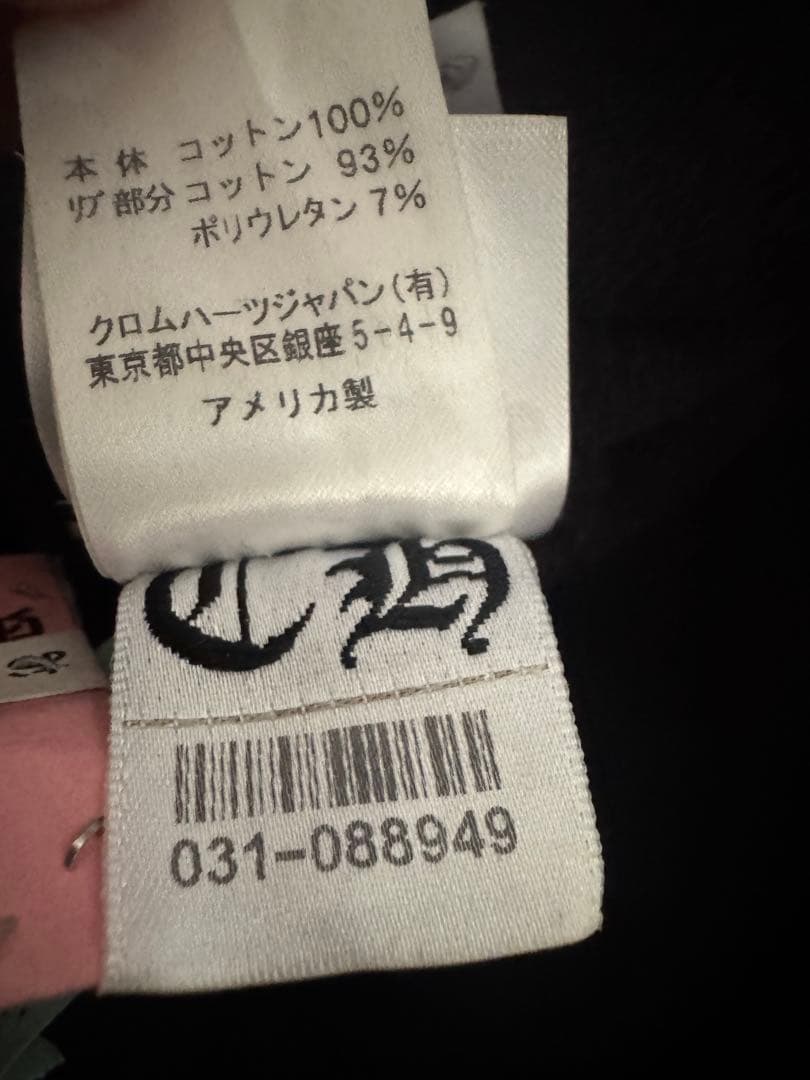 本体 コットン100%
リブ部分コットン 93%
ポリウレタン 7%
クロムハーツジャパン(有)
東京都中央区銀座5-4-9
アメリカ製
CH
031-088949